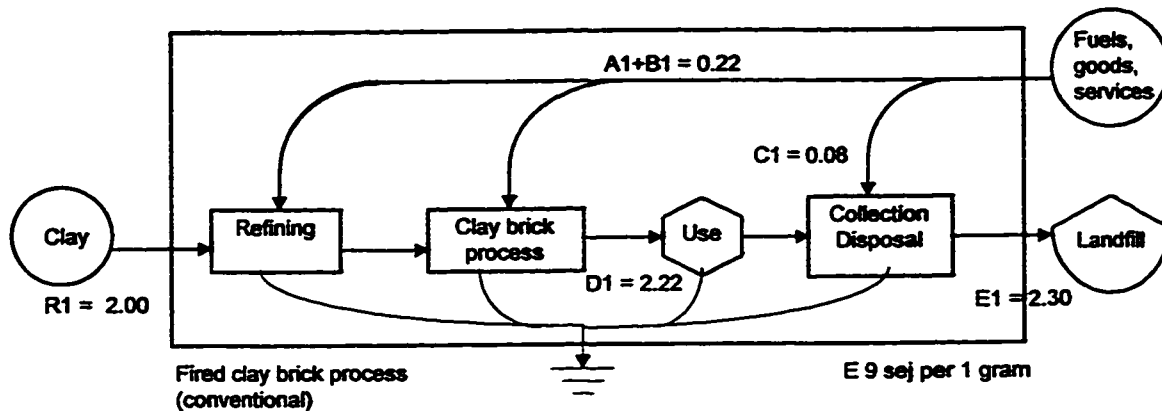 Fuels,
goods,
services
A1+B1 = 0.22
C1 = 0.08
Clay
Refining
Clay brick
process
Use
Collection
Disposal
Landfill
R1 = 2.00
D1 = 2.22
E1 = 2.30
Fired clay brick process
(conventional)
E 9 sej per 1 gram